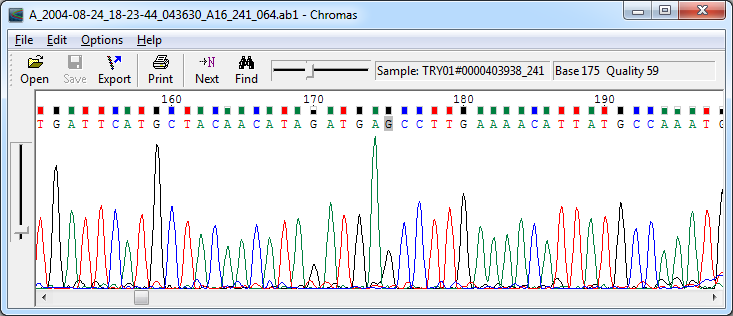 A_2004-08-24_18-23-44_043630_A16_241_064.ab1 - Chromas
File Edit Options Help
Open Save Export Print Next Find Sample: TRY01#0000403938_241 Base 175 Quality 59
160 170 180 190
T G A T T C A T G C T A C A A C A T A G A T G A G C C T T G A A A A C A T T A T G C C A A A T G